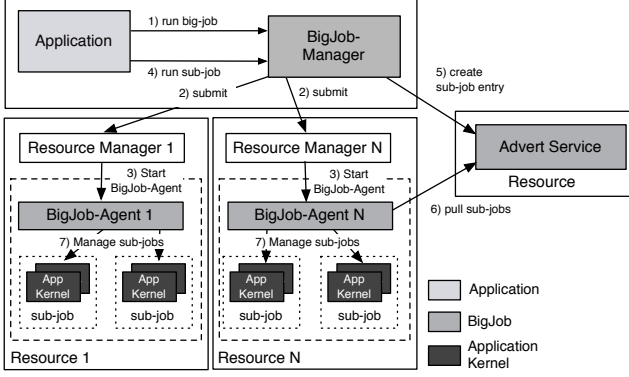 Application
1) run big-job
4) run sub-job
BigJob-
Manager
2) submit
2) submit
5) create
sub-job entry
Resource Manager 1
3) Start
BigJob-Agent
BigJob-Agent 1
7) Manage sub-jobs
App
Kernel
App
Kernel
sub-job
sub-job
Resource 1
Resource Manager N
3) Start
BigJob-Agent
BigJob-Agent N
7) Manage sub-jobs
App
Kernel
App
Kernel
sub-job
sub-job
Resource N
Advert Service
Resource
6) pull sub-jobs
Application
BigJob
Application
Kernel